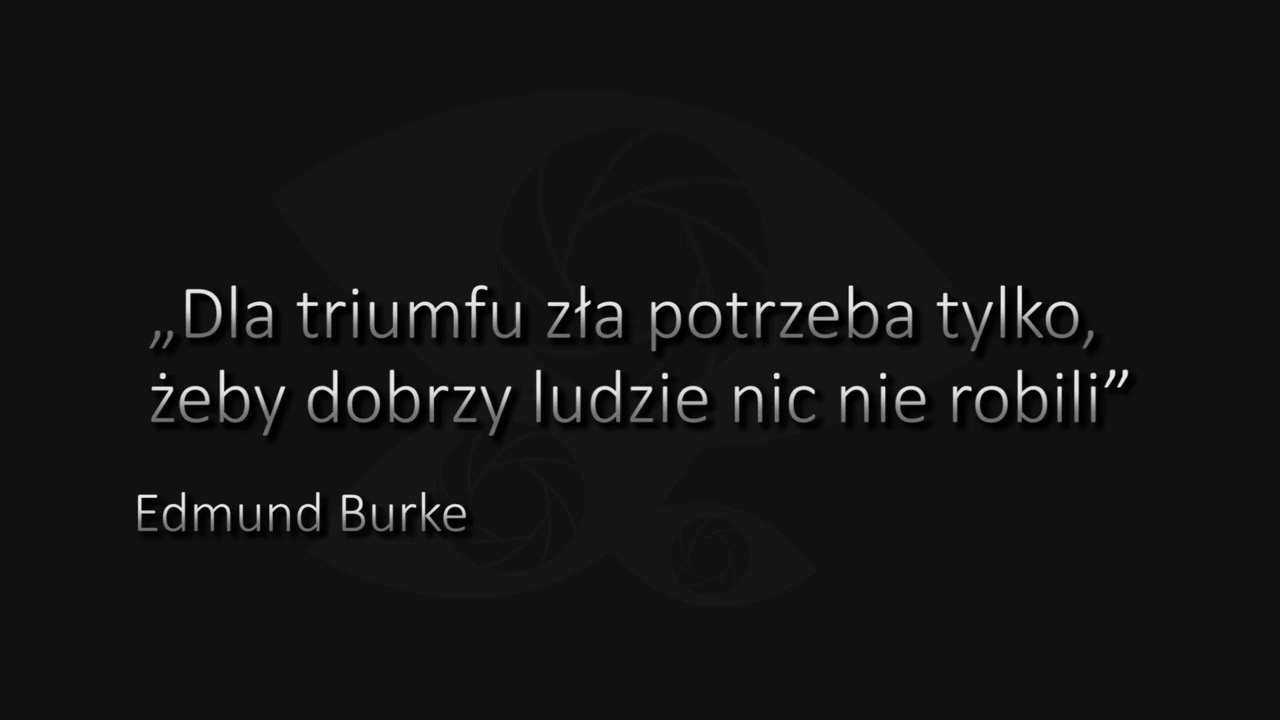 „Dla triumfu zła potrzeba tylko,
żeby dobrzy ludzie nic nie robili”
Edmund Burke